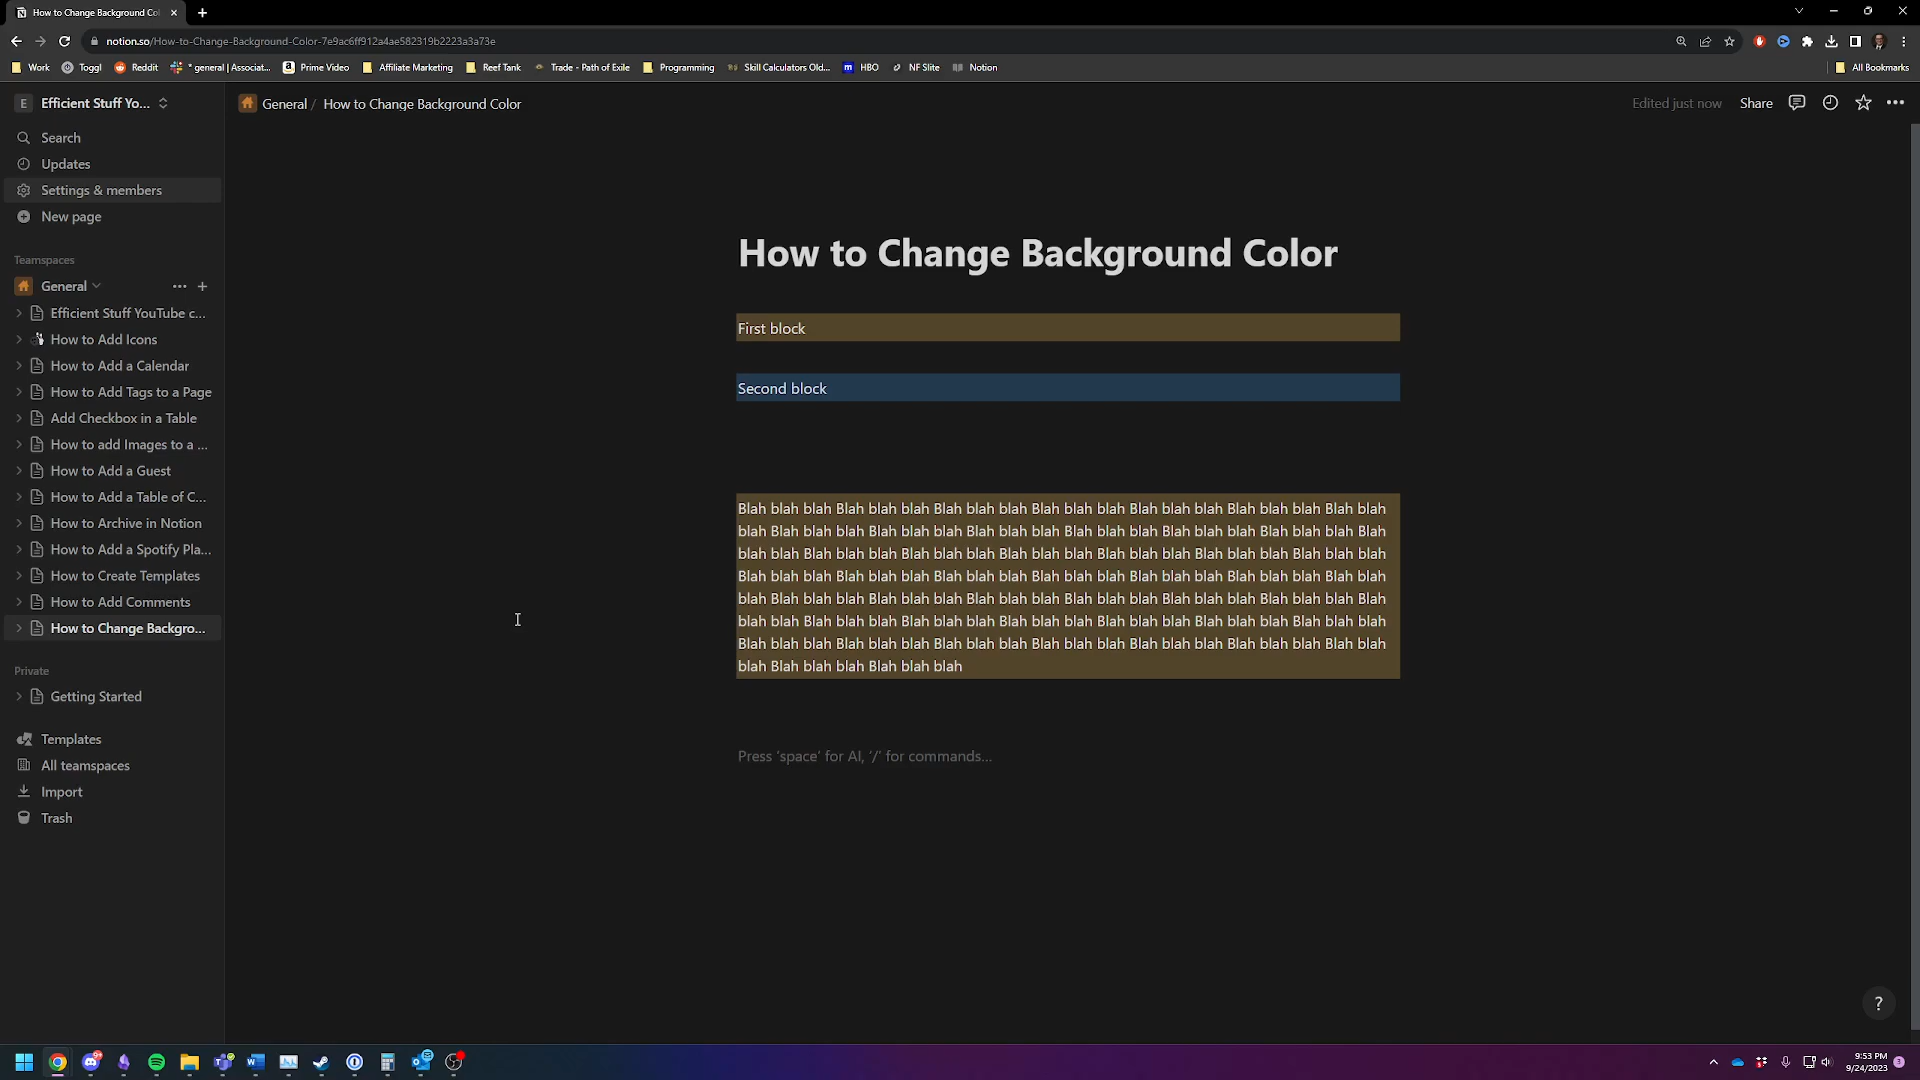 How to Change Background Col
notion.so/How-to-Change-Background-Color-7e9ac6ff912a4ae582319b2223a3a73e
Work Toggl Reddit * general | Associat... Prime Video Affiliate Marketing Reef Tank Trade - Path of Exile Programming Skill Calculators Old... HBO NF Slite Notion All Bookmarks
E Efficient Stuff Yo... General / How to Change Background Color Edited just now Share
Search
Updates
Settings & members
New page
Teamspaces
General
Efficient Stuff YouTube c...
How to Add Icons
How to Add a Calendar
How to Add Tags to a Page
Add Checkbox in a Table
How to add Images to a ...
How to Add a Guest
How to Add a Table of C...
How to Archive in Notion
How to Add a Spotify Pla...
How to Create Templates
How to Add Comments
How to Change Backgro...
Private
Getting Started
Templates
All teamspaces
Import
Trash
How to Change Background Color
First block
Second block
Blah blah blah Blah blah blah Blah blah blah Blah blah blah Blah blah blah Blah blah blah Blah blah
blah Blah blah blah Blah blah blah Blah blah blah Blah blah blah Blah blah blah Blah blah blah Blah
blah blah Blah blah blah Blah blah blah Blah blah blah Blah blah blah Blah blah blah Blah blah blah
Blah blah blah Blah blah blah Blah blah blah Blah blah blah Blah blah blah Blah blah blah Blah blah
blah Blah blah blah Blah blah blah Blah blah blah Blah blah blah Blah blah blah Blah blah blah Blah
blah blah Blah blah blah Blah blah blah Blah blah blah Blah blah blah Blah blah blah Blah blah blah
Blah blah blah Blah blah blah Blah blah blah Blah blah blah Blah blah blah Blah blah blah Blah blah
blah Blah blah blah Blah blah blah
Press 'space' for AI, '/' for commands...
?
9:53 PM
9/24/2023
3